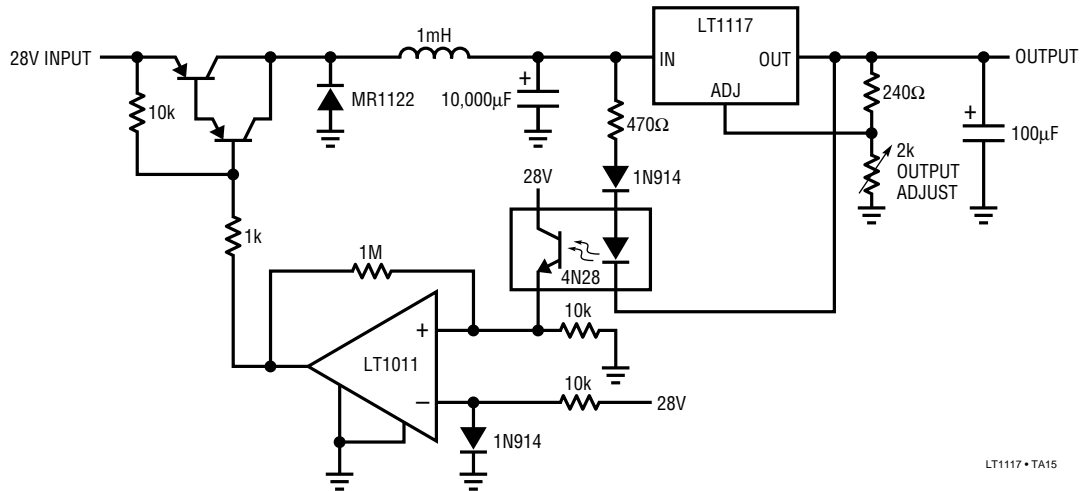 28V INPUT
10k
MR1122
1mH
10,000μF
+
LT1117
IN
OUT
ADJ
OUTPUT
240Ω
+
100μF
2k
OUTPUT
ADJUST
470Ω
1N914
28V
4N28
1k
1M
+
LT1011
–
10k
10k
28V
1N914
LT1117 • TA15